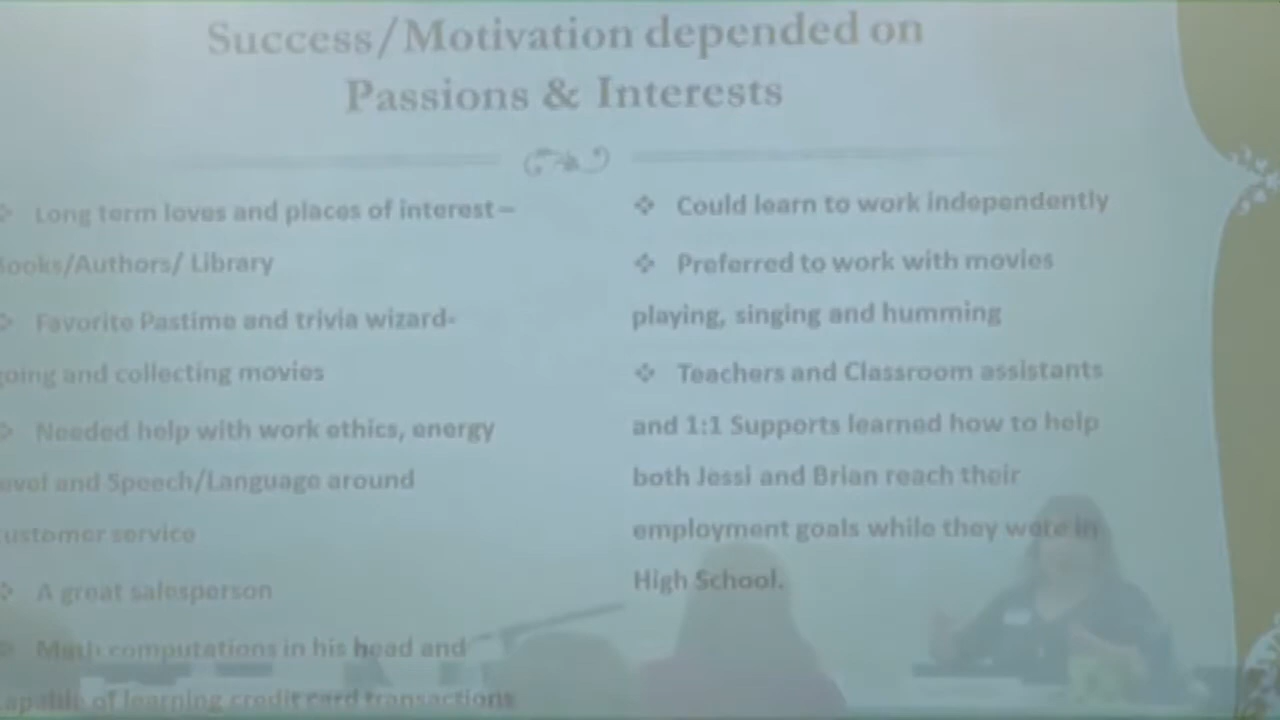 Success/Motivation depended on
Passions & Interests
Long term loves and places of interest –
Books/Authors/ Library
Favorite Pastime and trivia wizard-
going and collecting movies
Needed help with work ethics, energy
level and Speech/Language around
customer service
A great salesperson
Math computations in his head and
capable of learning credit card transactions
Could learn to work independently
Preferred to work with movies
playing, singing and humming
Teachers and Classroom assistants
and 1:1 Supports learned how to help
both Jessi and Brian reach their
employment goals while they were in
High School.